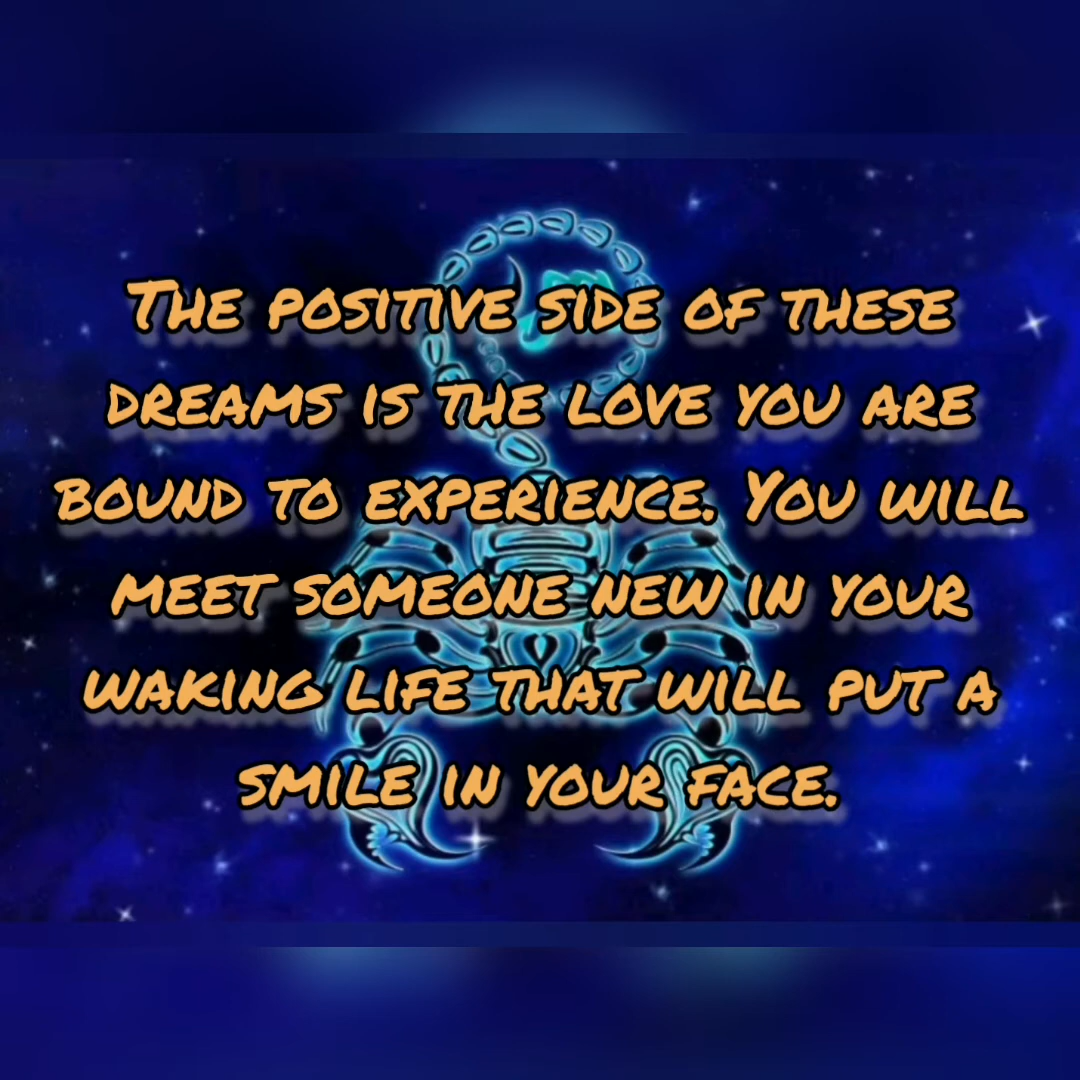 The positive side of these
dreams is the love you are
bound to experience. You will
meet someone new in your
waking life that will put a
smile in your face.